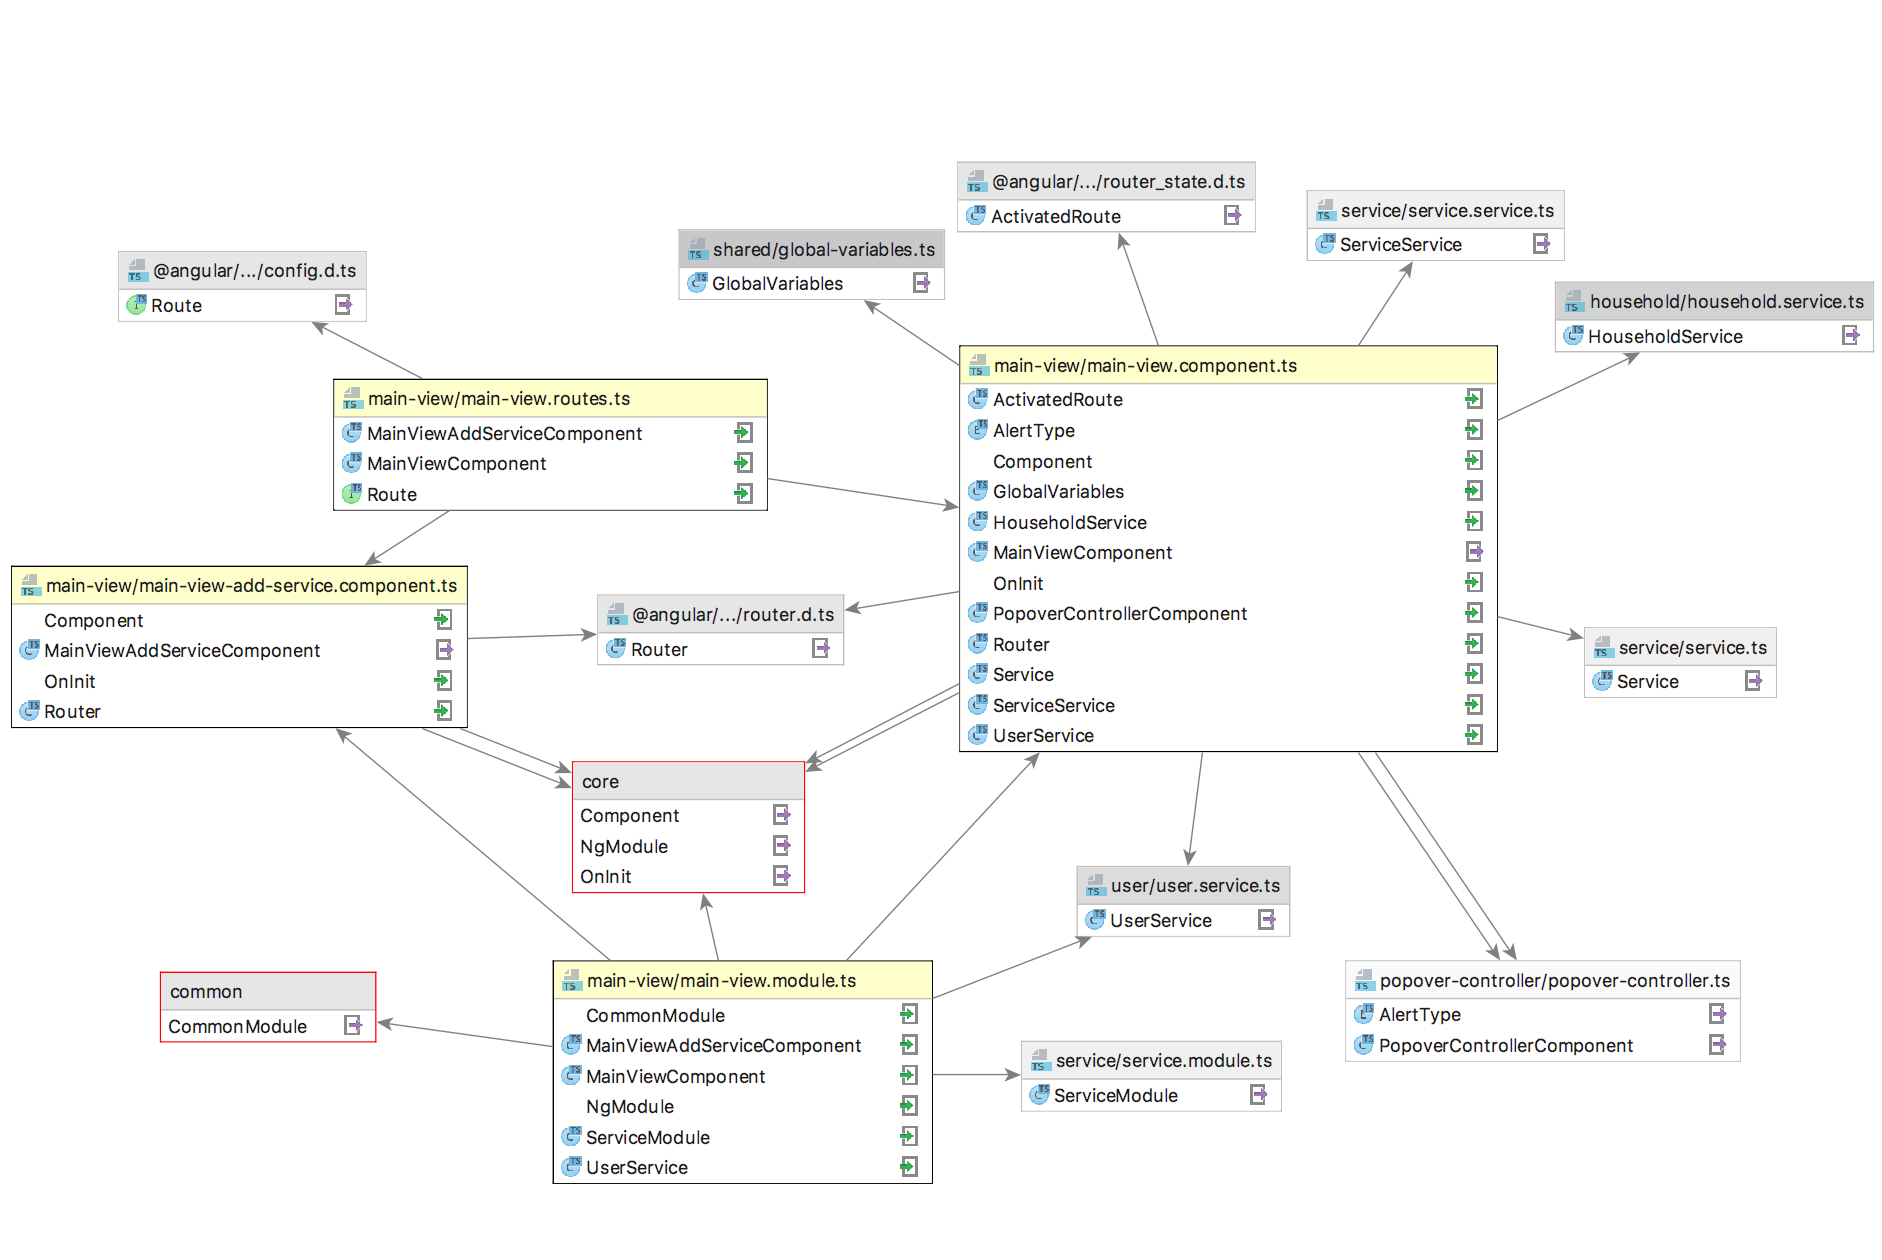 @angular/.../router_state.d.ts
ActivatedRoute
service/service.service.ts
ServiceService
shared/global-variables.ts
GlobalVariables
@angular/.../config.d.ts
Route
household/household.service.ts
HouseholdService
main-view/main-view.routes.ts
MainViewAddServiceComponent
MainViewComponent
Route
main-view/main-view.component.ts
ActivatedRoute
AlertType
Component
GlobalVariables
HouseholdService
MainViewComponent
OnInit
PopoverControllerComponent
Router
Service
ServiceService
UserService
main-view/main-view-add-service.component.ts
Component
MainViewAddServiceComponent
OnInit
Router
@angular/.../router.d.ts
Router
service/service.ts
Service
core
Component
NgModule
OnInit
user/user.service.ts
UserService
common
CommonModule
main-view/main-view.module.ts
CommonModule
MainViewAddServiceComponent
MainViewComponent
NgModule
ServiceModule
UserService
popover-controller/popover-controller.ts
AlertType
PopoverControllerComponent
service/service.module.ts
ServiceModule